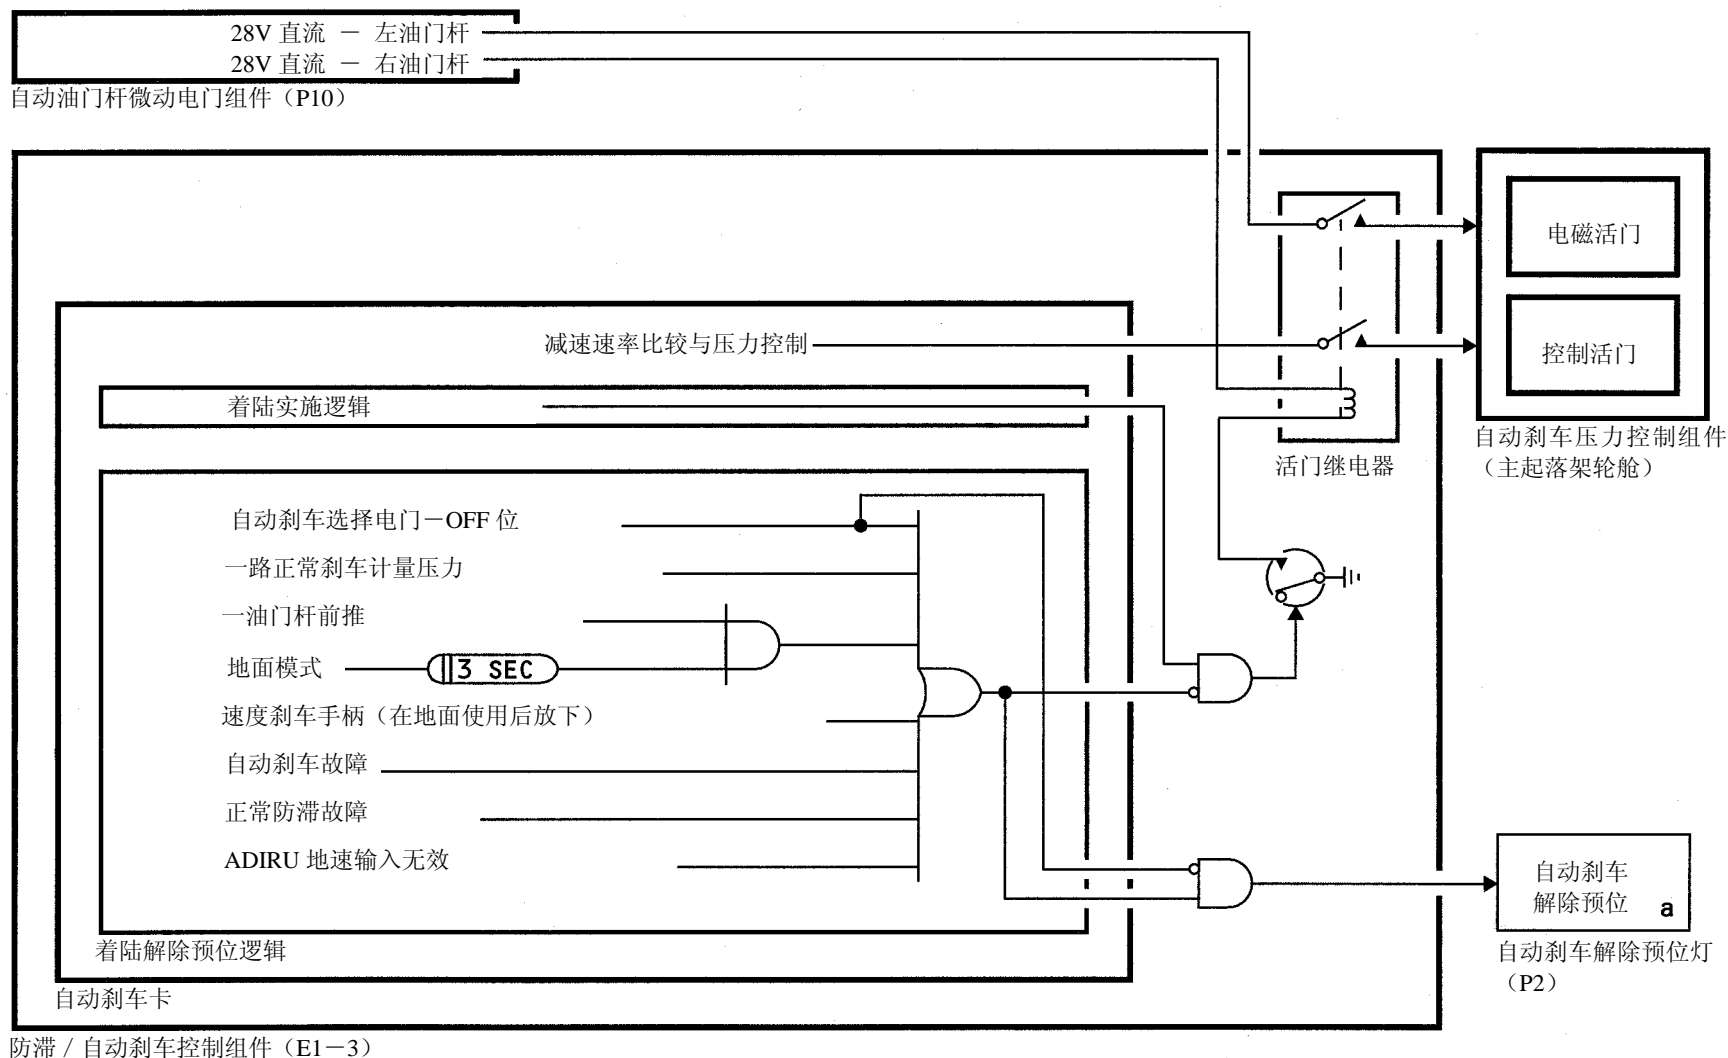 28V 直流 － 左油门杆
28V 直流 － 右油门杆
自动油门杆微动电门组件（P10）
电磁活门
减速速率比较与压力控制
控制活门
着陆实施逻辑
自动刹车压力控制组件
（主起落架轮舱）
活门继电器
自动刹车选择电门－OFF 位
一路正常刹车计量压力
一油门杆前推
地面模式
3 SEC
速度刹车手柄（在地面使用后放下）
自动刹车故障
正常防滞故障
ADIRU 地速输入无效
自动刹车
解除预位 a
着陆解除预位逻辑
自动刹车解除预位灯
（P2）
自动刹车卡
防滞 / 自动刹车控制组件（E1－3）